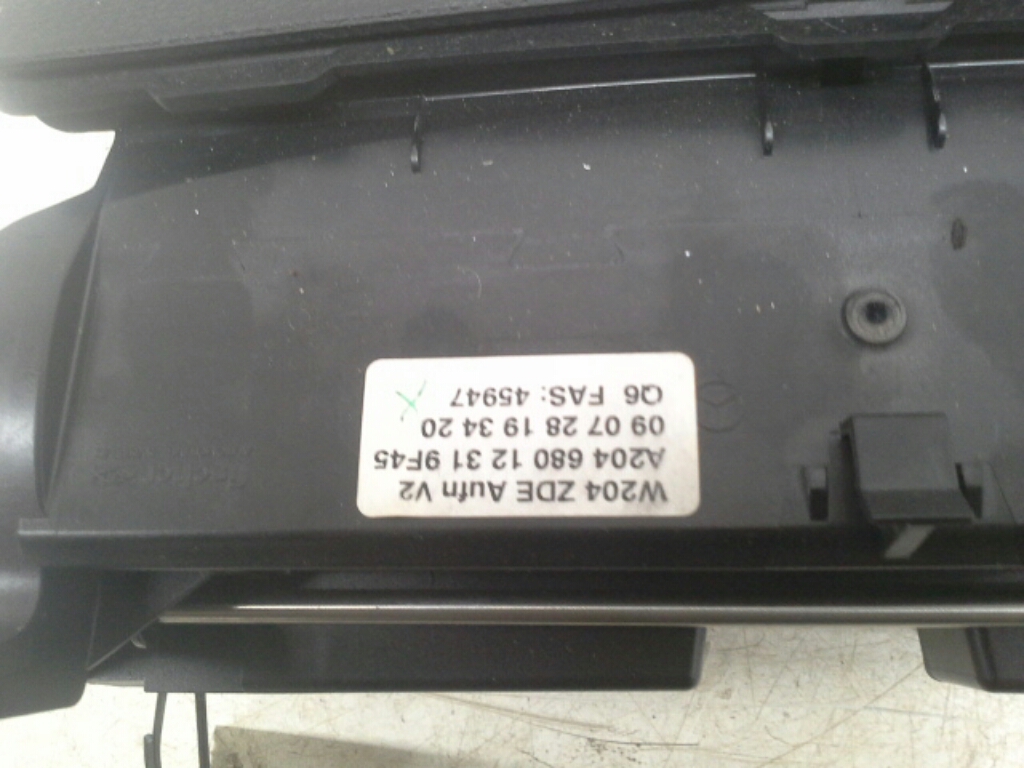 W204 ZDE Aufn V2
A204 680 12 31 9F45
09 07 28 19 34 20
Q6 FAS: 45947